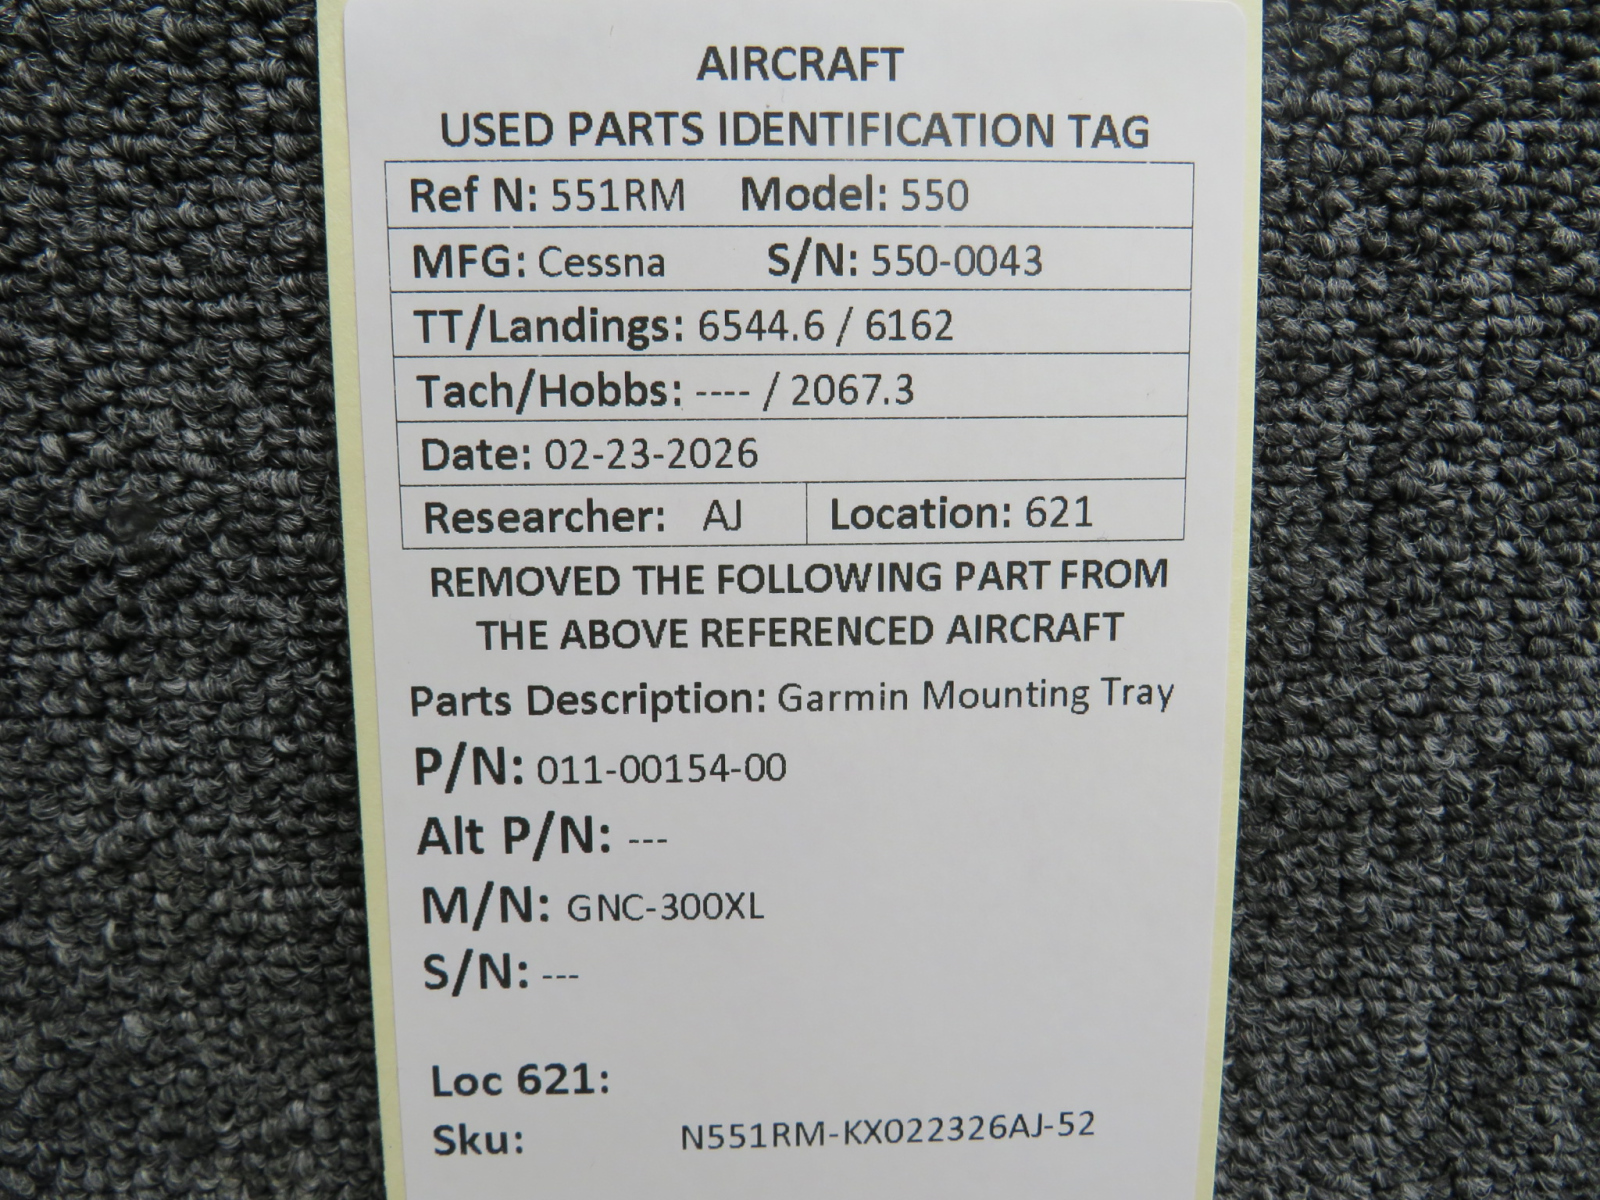 AIRCRAFT
USED PARTS IDENTIFICATION TAG
Ref N: 551RM Model: 550
MFG: Cessna S/N: 550-0043
TT/Landings: 6544.6 / 6162
Tach/Hobbs: ---- / 2067.3
Date: 02-23-2026
Researcher: AJ Location: 621
REMOVED THE FOLLOWING PART FROM
THE ABOVE REFERENCED AIRCRAFT
Parts Description: Garmin Mounting Tray
P/N: 011-00154-00
Alt P/N: ---
M/N: GNC-300XL
S/N: ---
Loc 621:
Sku: N551RM-KX022326AJ-52